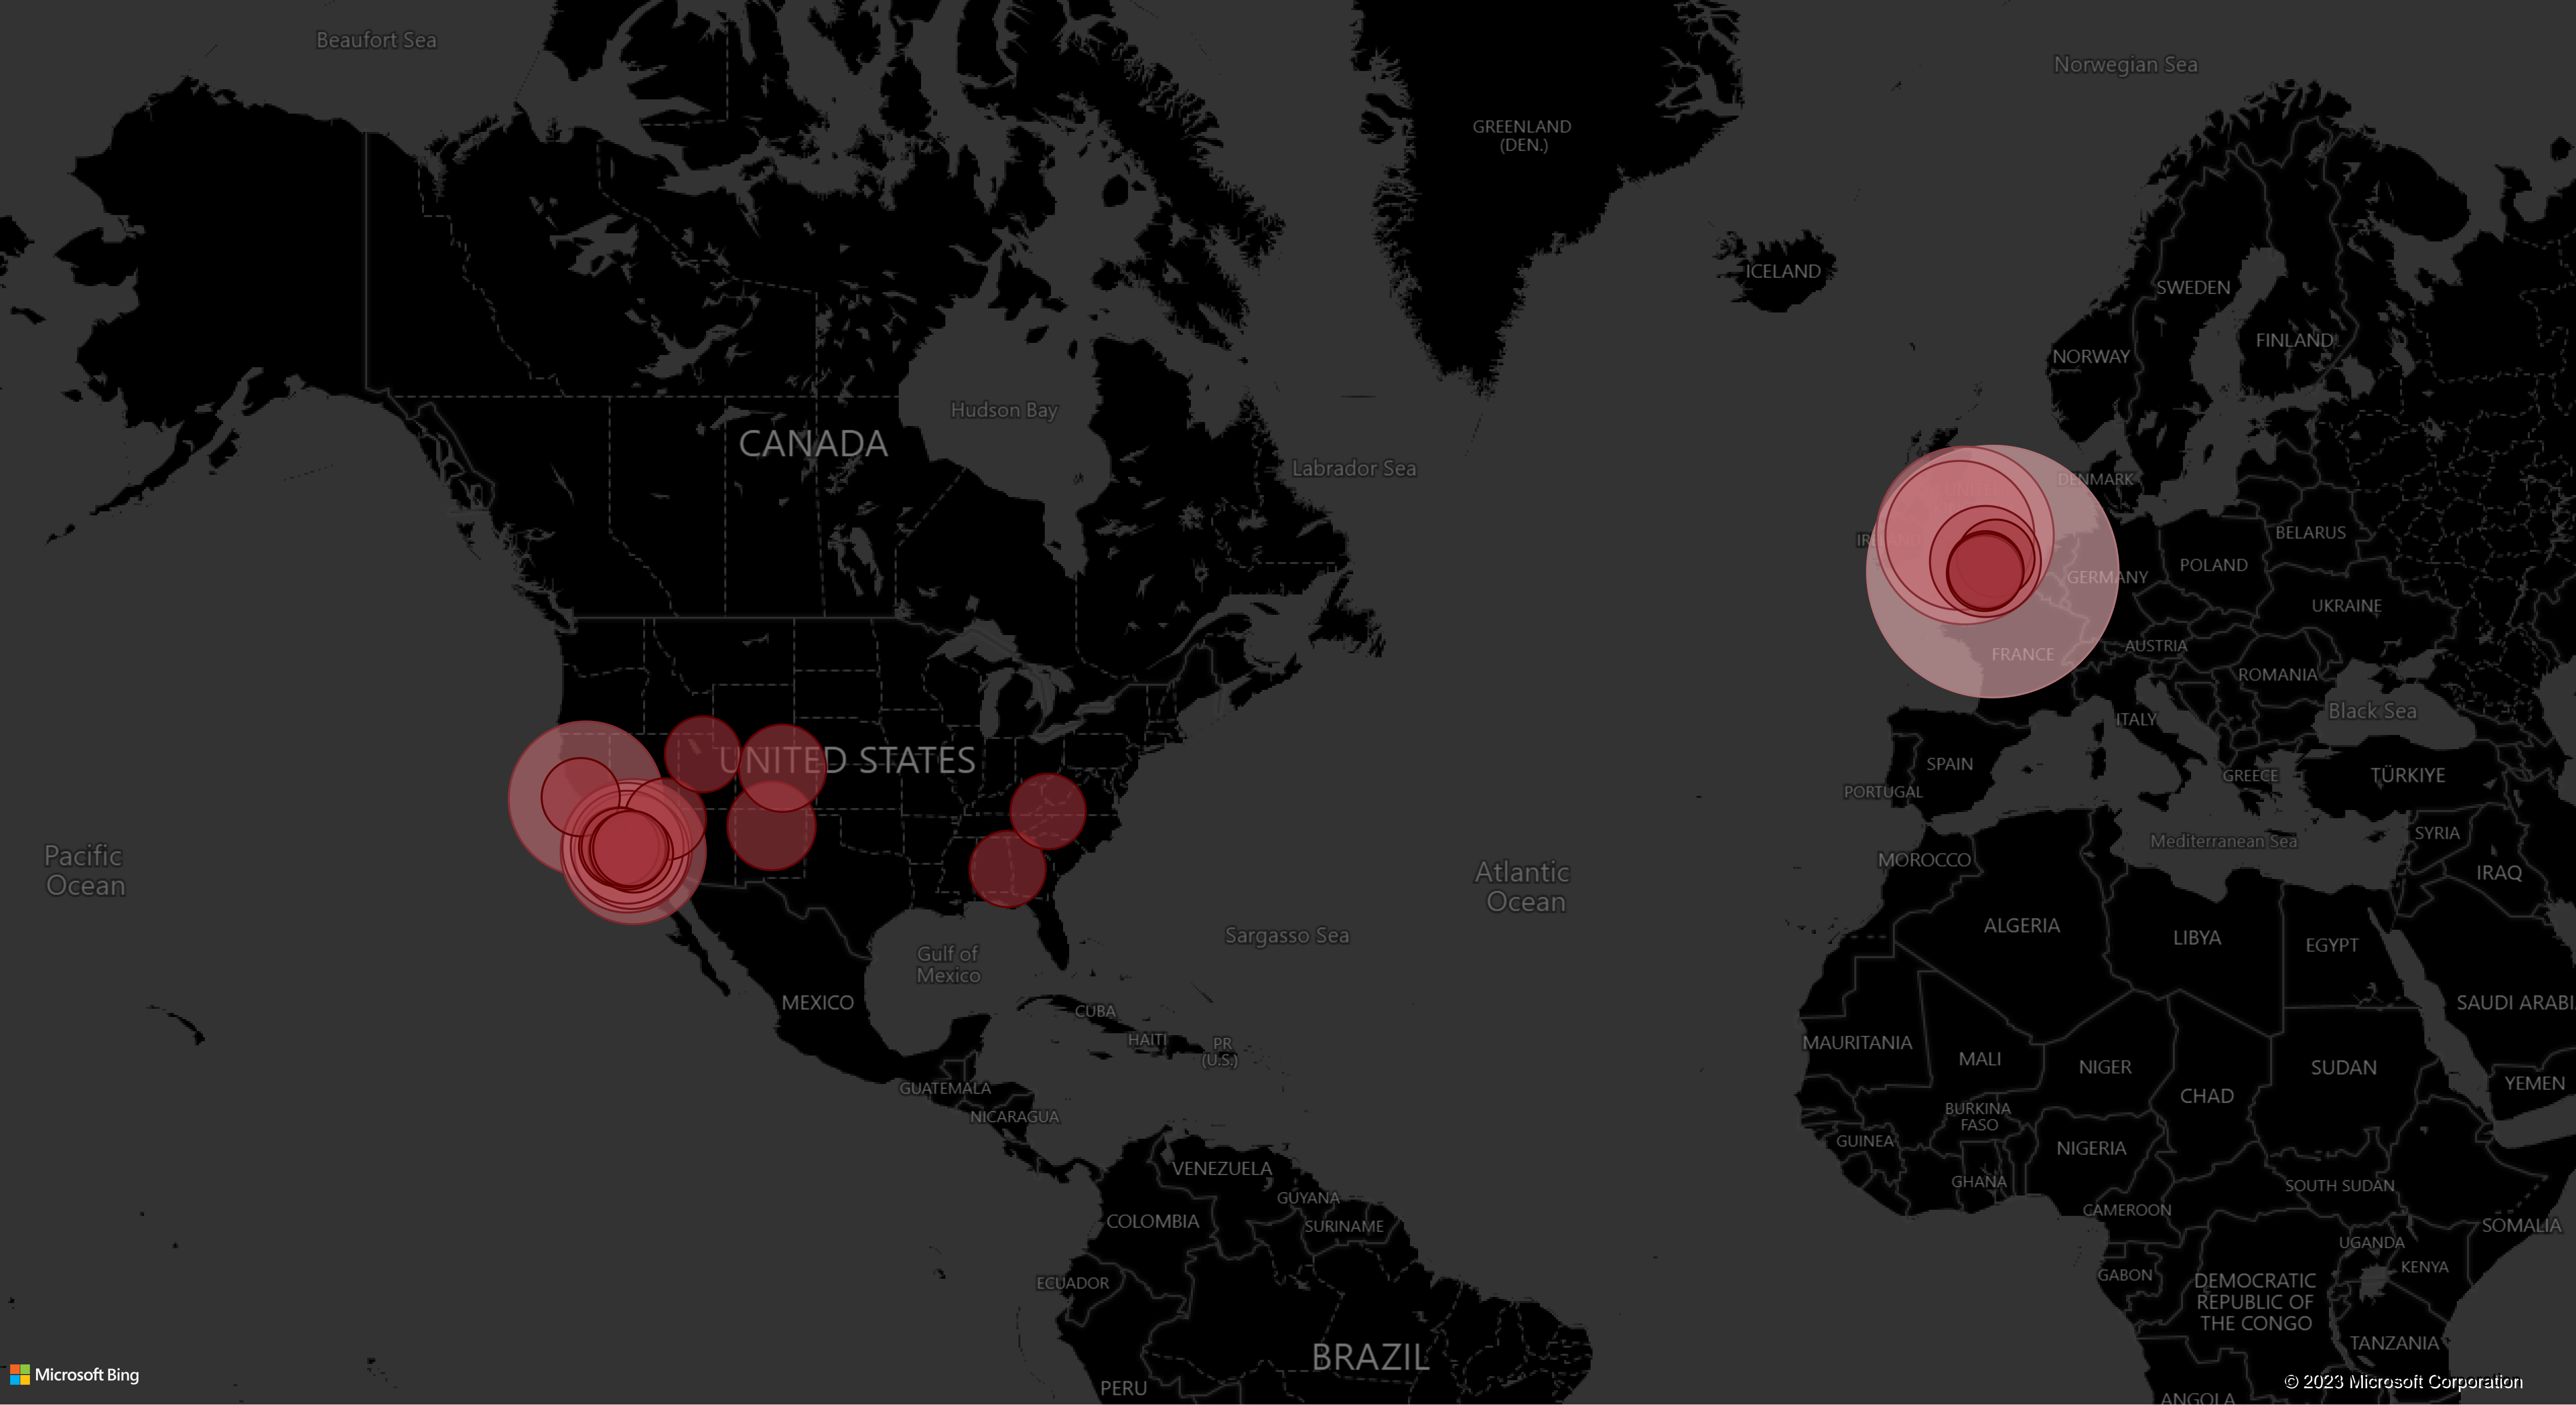 Beaufort Sea
Norwegian Sea
GREENLAND
(DEN.)
ICELAND
SWEDEN
FINLAND
NORWAY
Hudson Bay
CANADA
Labrador Sea
DENMARK
BELARUS
POLAND
GERMANY
UKRAINE
AUSTRIA
FRANCE
ROMANIA
Black Sea
ITALY
UNITED STATES
SPAIN
GREECE
TÜRKIYE
PORTUGAL
SYRIA
Mediterranean Sea
Pacific
Ocean
MOROCCO
IRAQ
Atlantic
Ocean
ALGERIA
LIBYA
EGYPT
Sargasso Sea
Gulf of
Mexico
MEXICO
CUBA
SAUDI ARABI
HAITI
PR
(U.S.)
MAURITANIA
MALI
NIGER
SUDAN
YEMEN
GUATEMALA
CHAD
NICARAGUA
BURKINA
FASO
GUINEA
NIGERIA
VENEZUELA
GHANA
SOUTH SUDAN
GUYANA
CAMEROON
COLOMBIA
SURINAME
SOMALIA
UGANDA
KENYA
ECUADOR
GABON
DEMOCRATIC
REPUBLIC OF
THE CONGO
TANZANIA
BRAZIL
PERU
ANGOLA
Microsoft Bing
© 2023 Microsoft Corporation